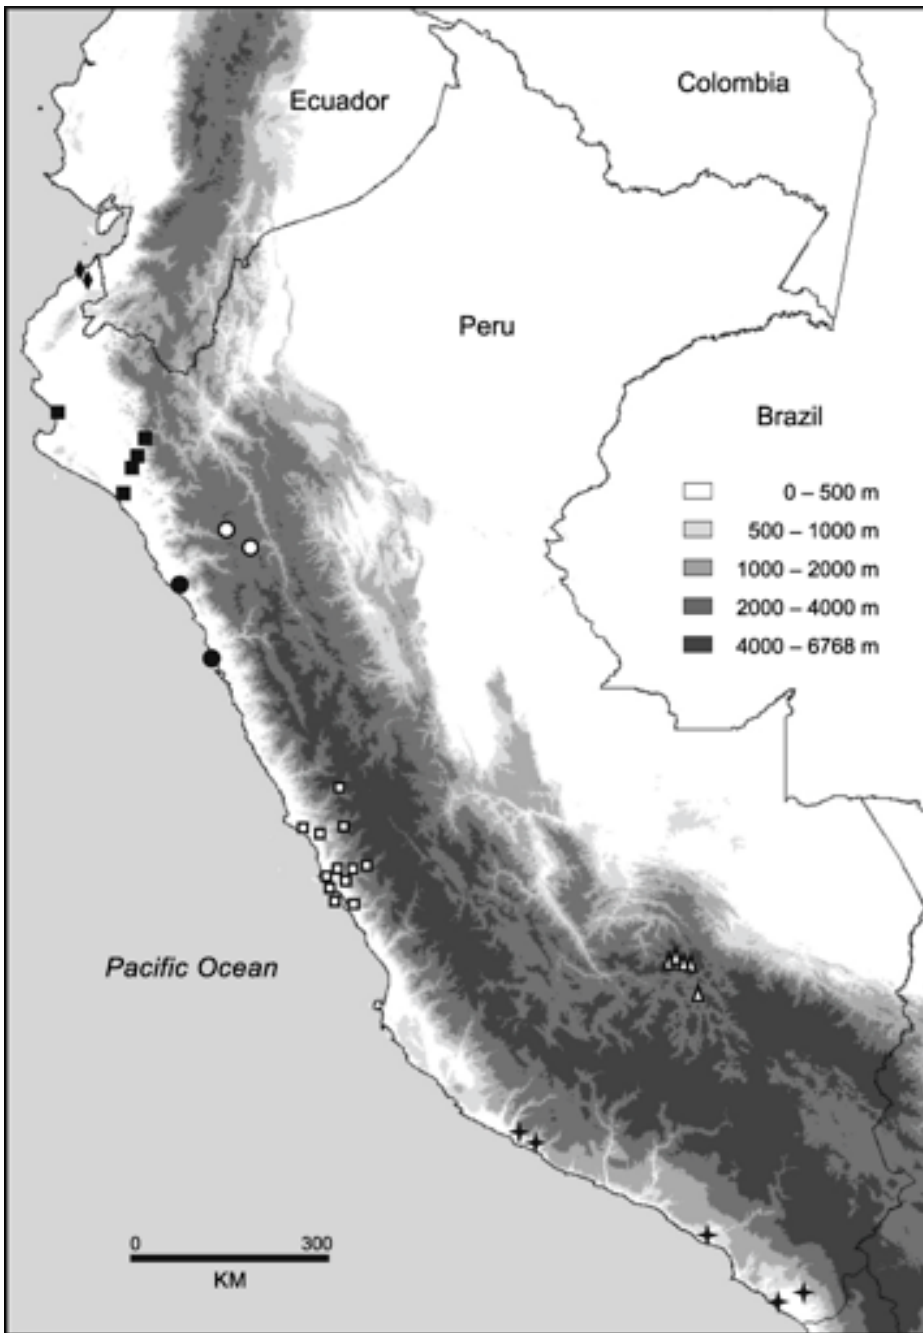 Colombia
Ecuador
Peru
Brazil
0 – 500 m
500 – 1000 m
1000 – 2000 m
2000 – 4000 m
4000 – 6768 m
Pacific Ocean
0 300
KM